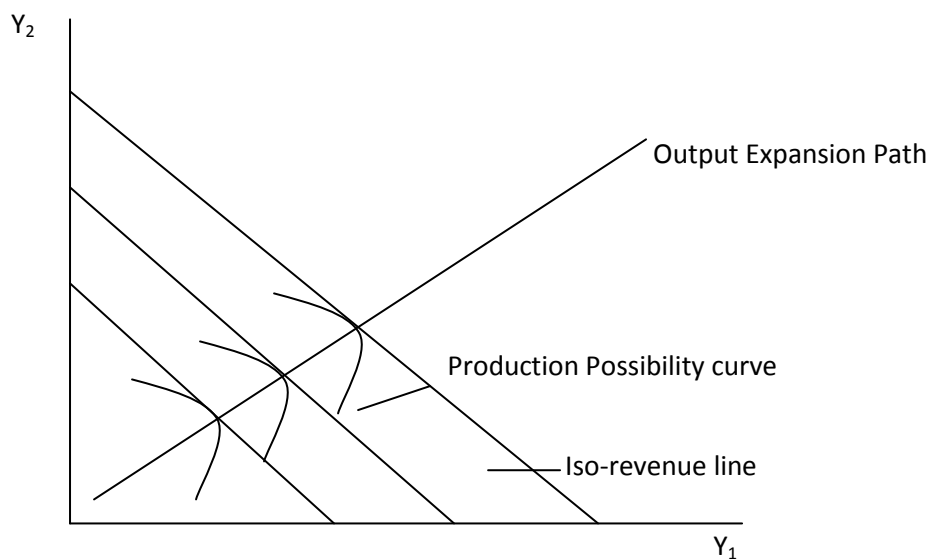 Y₂
Output Expansion Path
Production Possibility curve
Iso-revenue line
Y₁